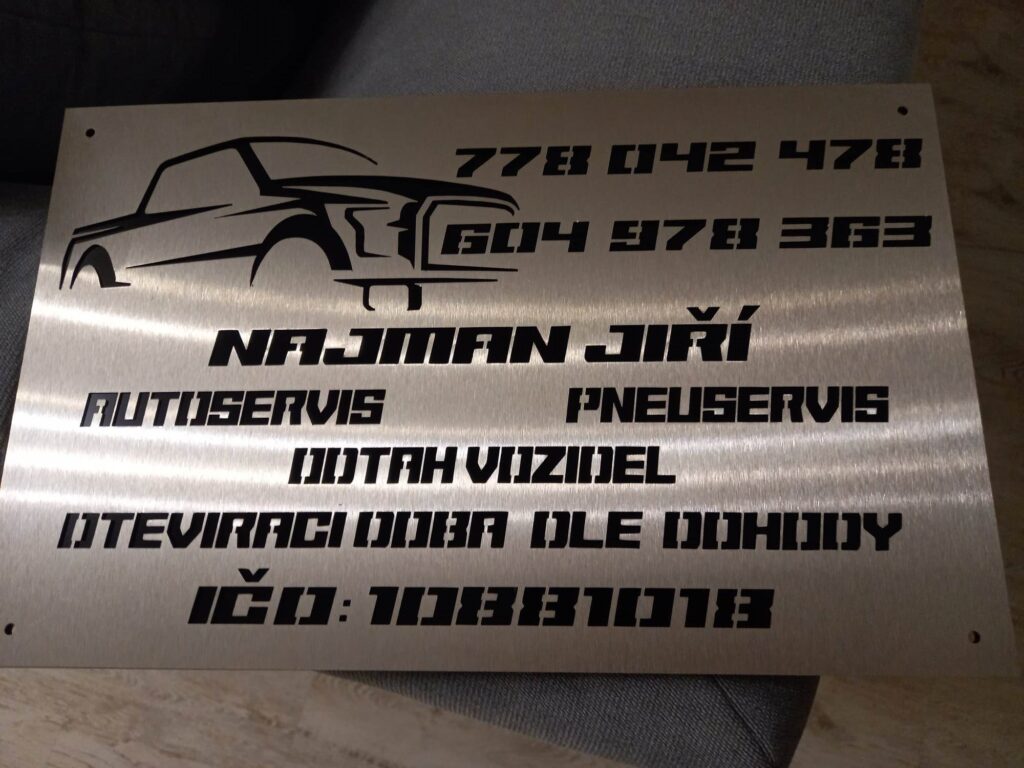 778 042 478
604 978 363
NAJMAN JIŘÍ
AUTOSERVIS PNEUSERVIS
ODTAH VOZIDEL
OTEVIRACI DOBA DLE DOHODY
IČO: 10881018